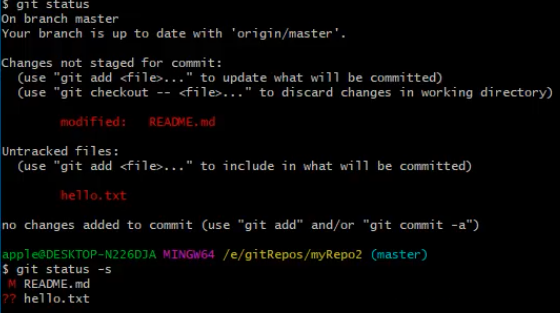 $ git status
On branch master
Your branch is up to date with 'origin/master'.
Changes not staged for commit:
(use "git add <file>..." to update what will be committed)
(use "git checkout -- <file>..." to discard changes in working directory)
modified: README.md
Untracked files:
(use "git add <file>..." to include in what will be committed)
hello.txt
no changes added to commit (use "git add" and/or "git commit -a")
apple@DESKTOP-N226DJA MINGW64 /e/gitRepos/myRepo2 (master)
$ git status -s
M README.md
?? hello.txt